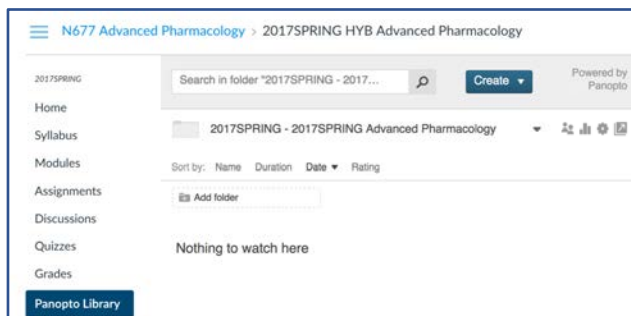 N677 Advanced Pharmacology > 2017SPRING HYB Advanced Pharmacology
2017SPRING
Home
Syllabus
Modules
Assignments
Discussions
Quizzes
Grades
Panopto Library
Search in folder "2017SPRING - 2017...
Create
Powered by
Panopto
2017SPRING - 2017SPRING Advanced Pharmacology
Sort by: Name Duration Date Rating
Add folder
Nothing to watch here